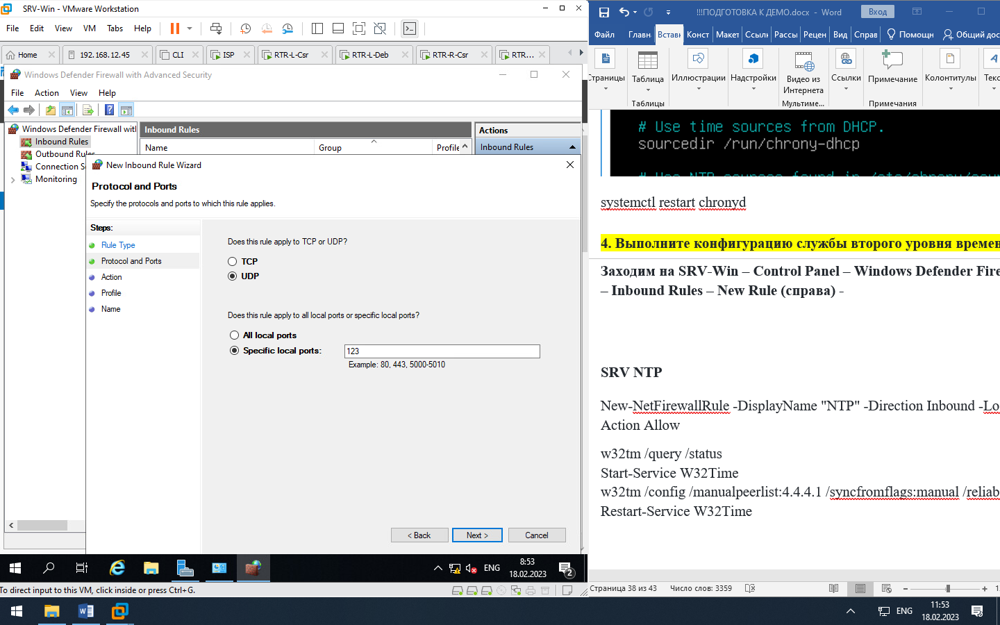 SRV-Win - VMware Workstation
File Edit View VM Tabs Help
Home 192.168.12.45 CLI ISP RTR-L-Csr RTR-L-Deb RTR-R-Csr RTR...
Windows Defender Firewall with Advanced Security
File Action View Help
Windows Defender Firewall witl
Inbound Rules
Outbound Rules
Connection S
Monitoring
Inbound Rules
Name Group Profile
Actions
Inbound Rules
New Inbound Rule Wizard
Protocol and Ports
Specify the protocols and ports to which this rule applies.
Steps:
Rule Type
Protocol and Ports
Action
Profile
Name
Does this rule apply to TCP or UDP?
TCP
UDP
Does this rule apply to all local ports or specific local ports?
All local ports
Specific local ports: 123
Example: 80, 443, 5000-5010
< Back Next > Cancel
ENG 8:53
18.02.2023
2
To direct input to this VM, click inside or press Ctrl+G.
!!!ПОДГОТОВКА К ДЕМО.docx - Word Вход
Файл Главн Встави Конст Макет Ссыл Рассы Рецен Вид Справ Помощн Общий дос
Страницы Таблица Иллюстрации Надстройки Видео из Интернета Ссылки Примечание Колонтитулы Текс
Таблицы Мультиме... Примечания
# Use time sources from DHCP.
sourcedir /run/chrony-dhcp
# Use NTP sources found in /etc/chrony/sour
systemctl restart chronyd
4. Выполните конфигурацию службы второго уровня времен
Заходим на SRV-Win – Control Panel – Windows Defender Fire
– Inbound Rules – New Rule (справа) -
SRV NTP
New-NetFirewallRule -DisplayName "NTP" -Direction Inbound -Lo
Action Allow
w32tm /query /status
Start-Service W32Time
w32tm /config /manualpeerlist:4.4.4.1 /syncfromflags:manual /reliab
Restart-Service W32Time
Страница 38 из 43 Число слов: 3359
ENG 11:53
18.02.2023